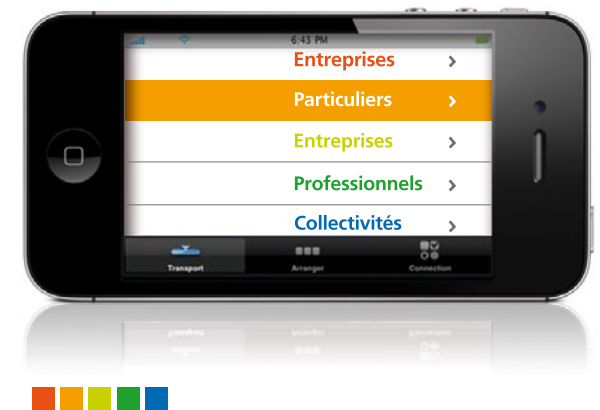 6:43 PM
Entreprises
Particuliers
Entreprises
Professionnels
Collectivités
Transport Arranger Connection